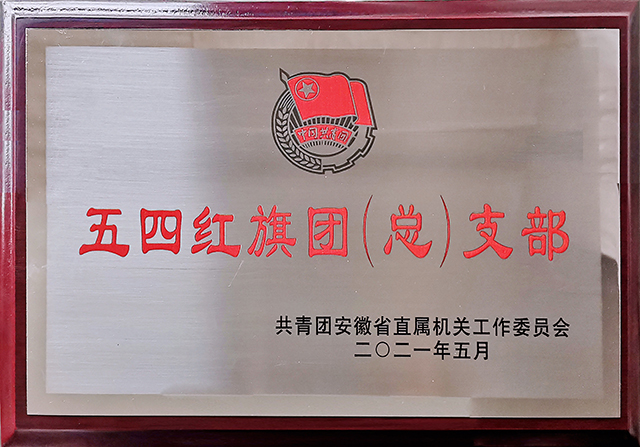 中国共青团
五四红旗团(总)支部
共青团安徽省直属机关工作委员会
二〇二一年五月